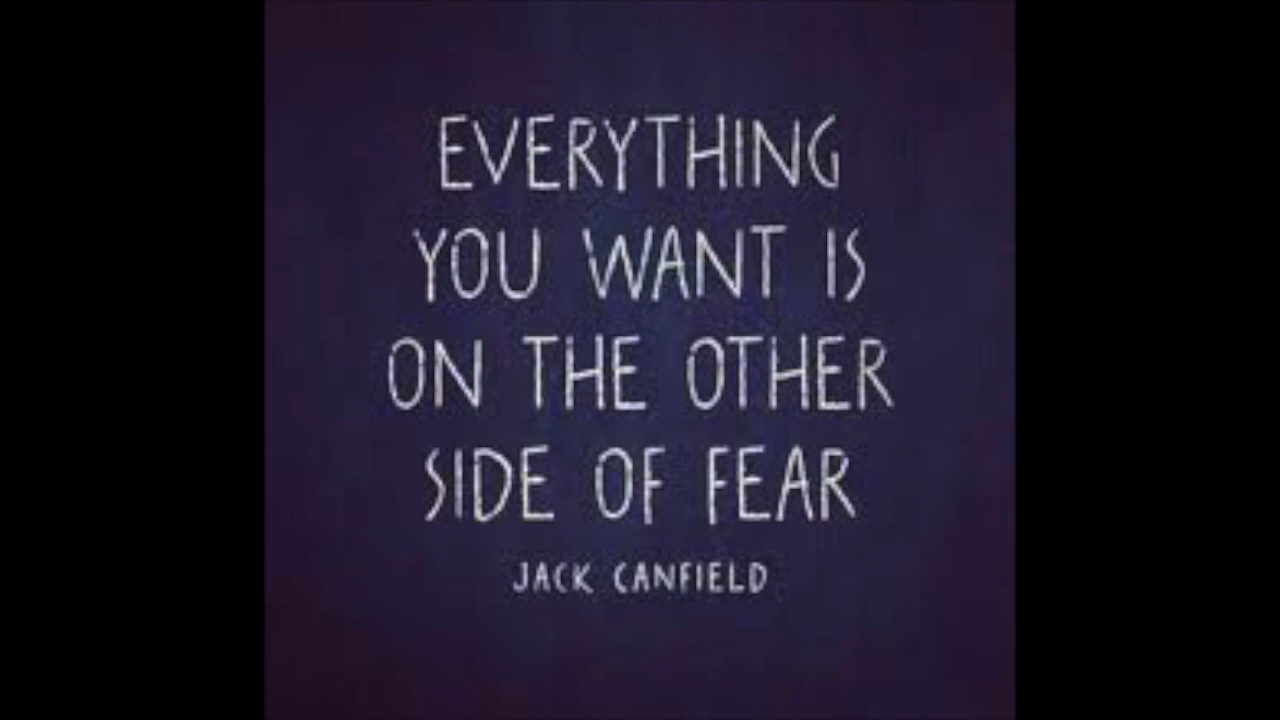 EVERYTHING
YOU WANT IS
ON THE OTHER
SIDE OF FEAR
JACK CANFIELD